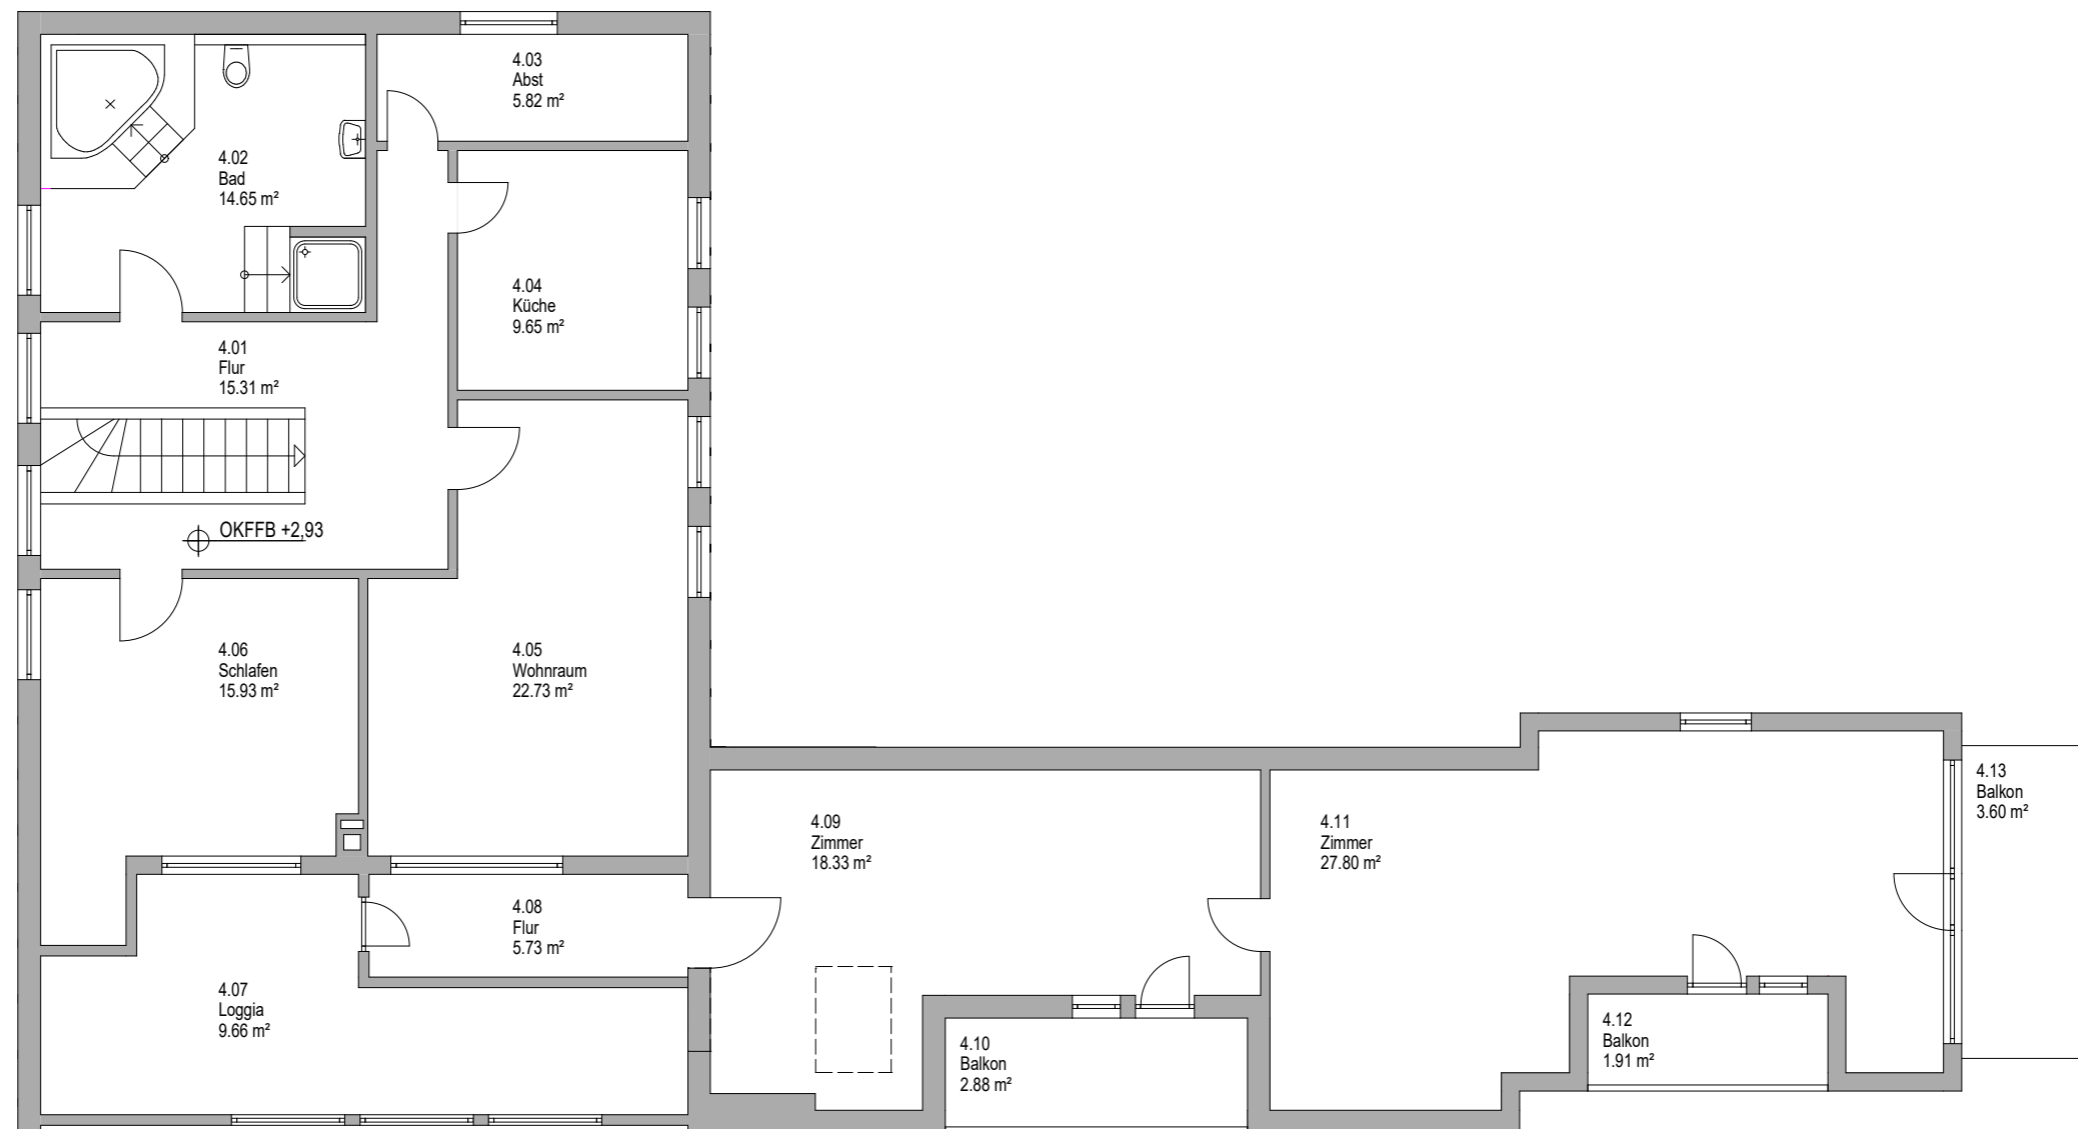 4.03
Abst
5.82 m²
4.02
Bad
14.65 m²
4.04
Küche
9.65 m²
4.01
Flur
15.31 m²
OKFFB +2,93
4.06
Schlafen
15.93 m²
4.05
Wohnraum
22.73 m²
4.13
Balkon
3.60 m²
4.09
Zimmer
18.33 m²
4.11
Zimmer
27.80 m²
4.08
Flur
5.73 m²
4.07
Loggia
9.66 m²
4.10
Balkon
2.88 m²
4.12
Balkon
1.91 m²